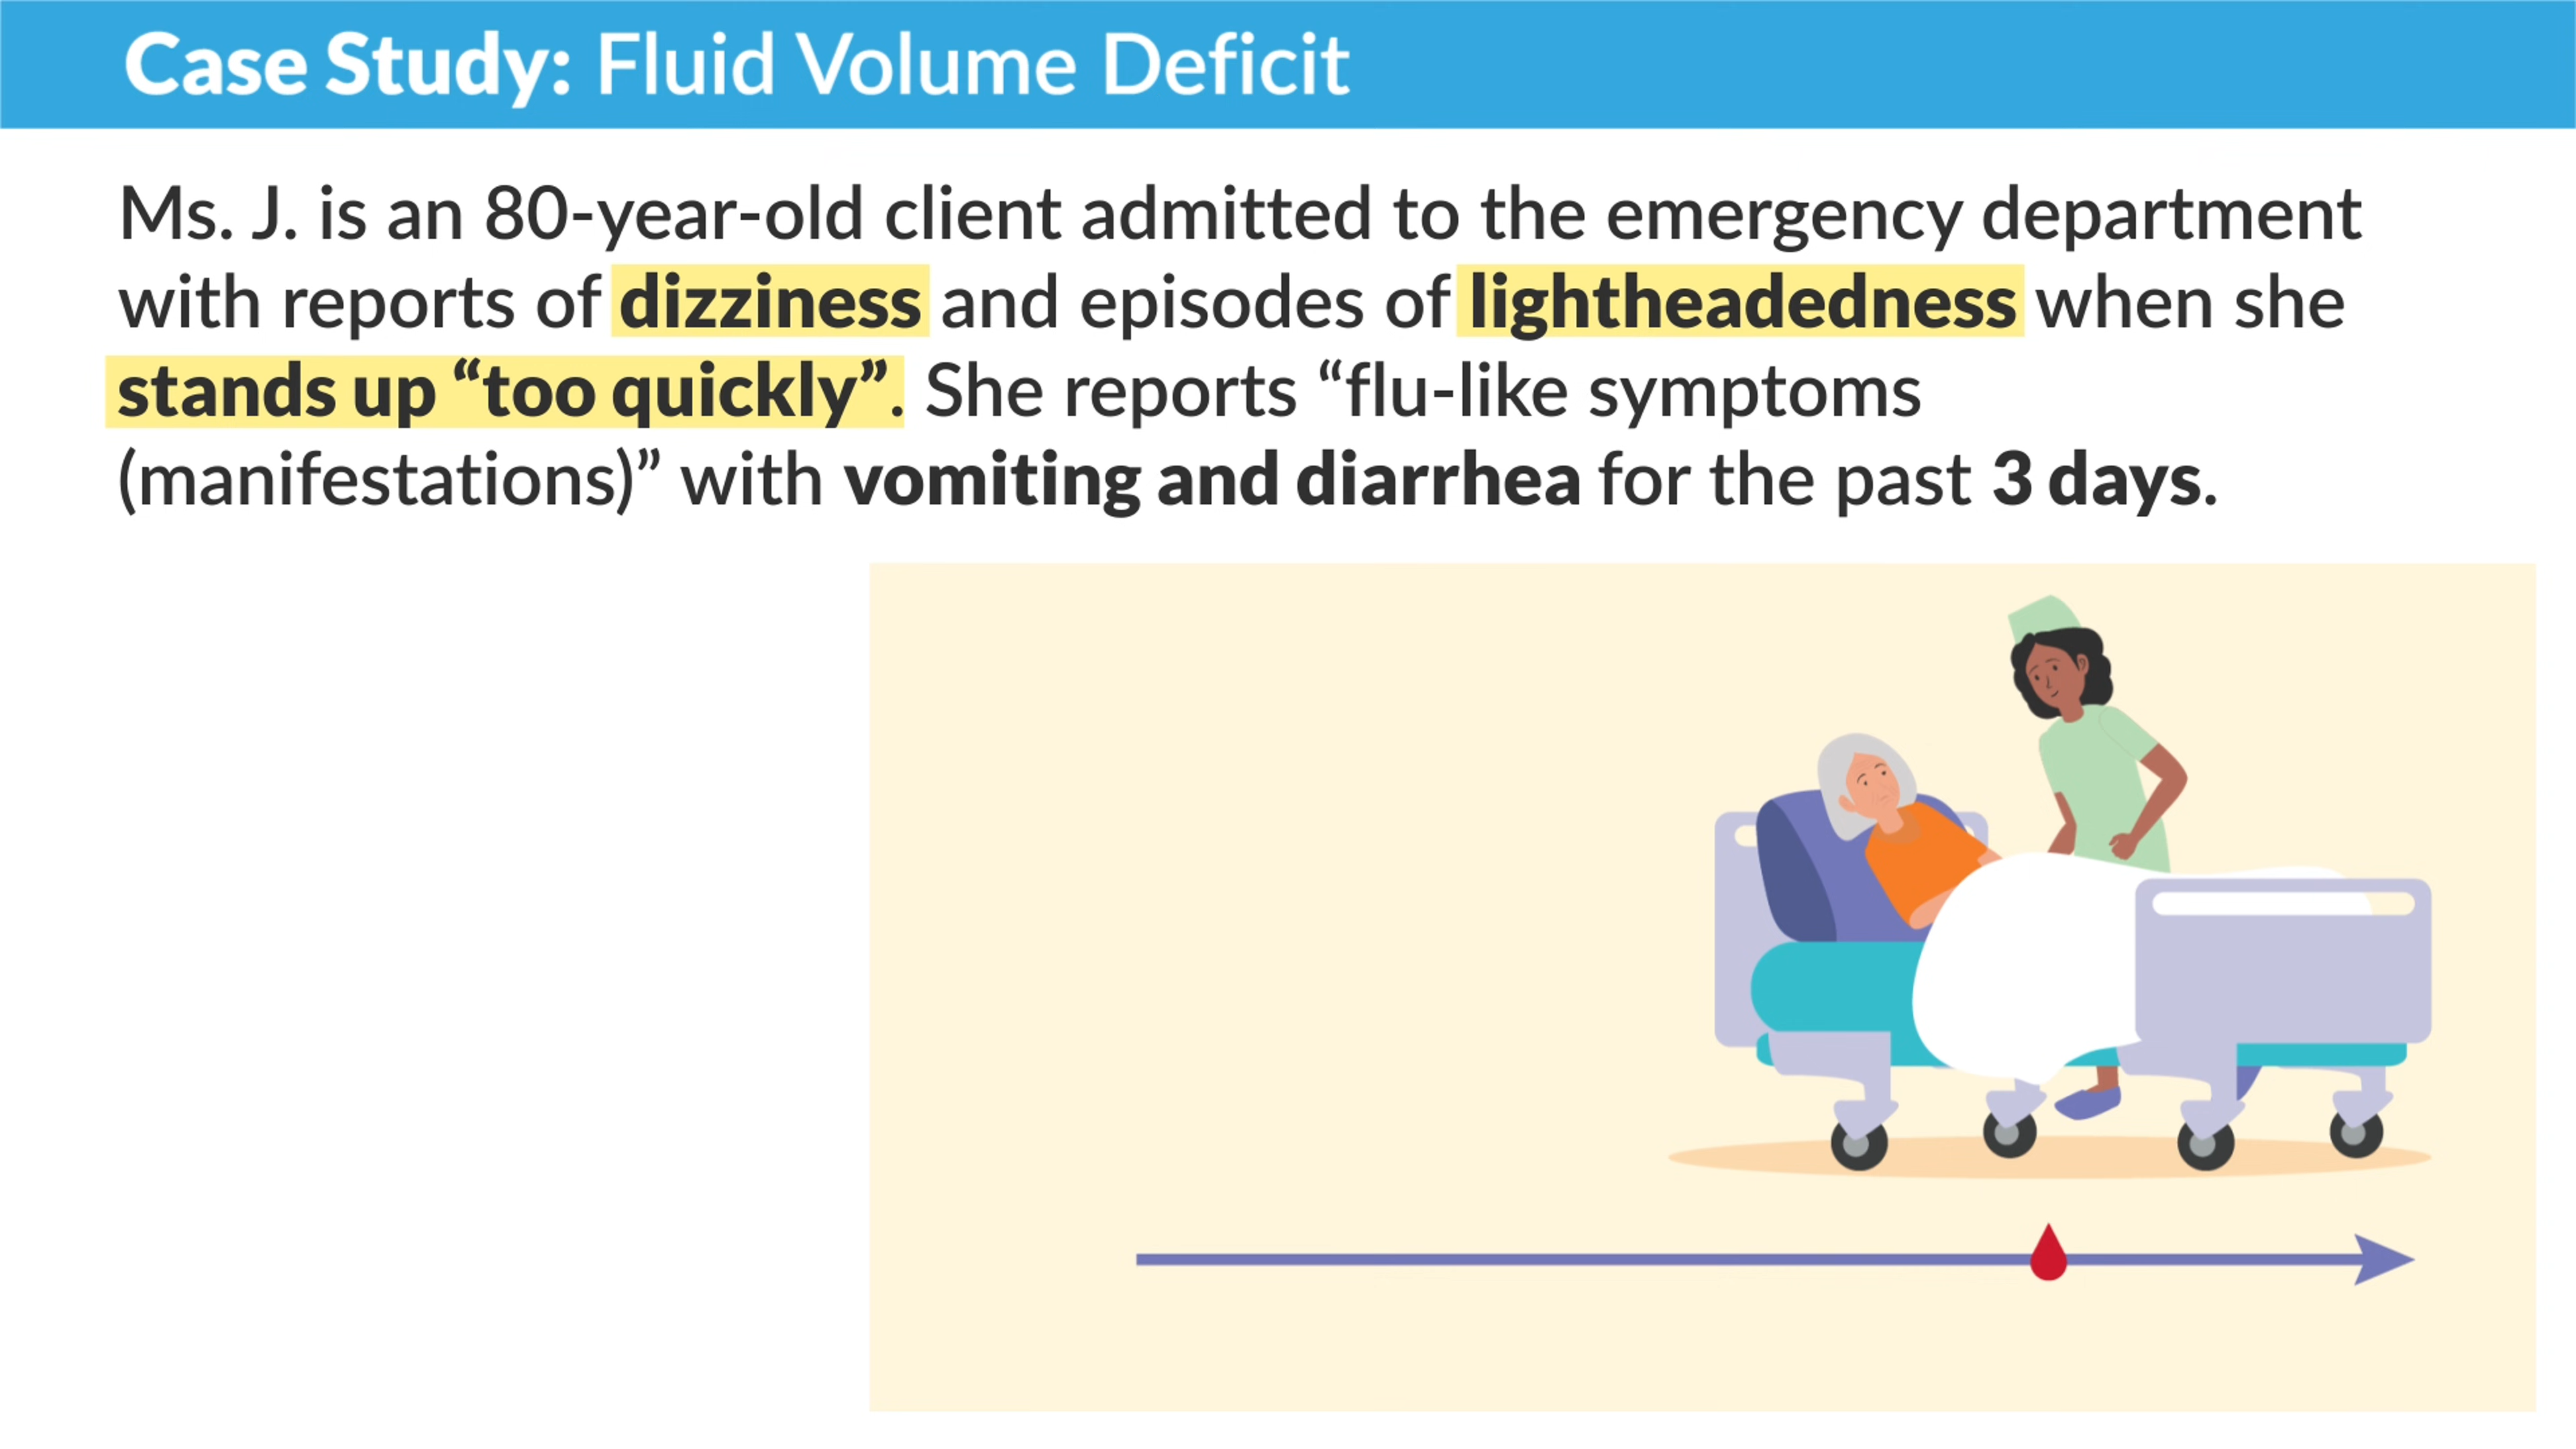 Case Study: Fluid Volume Deficit
Ms. J. is an 80-year-old client admitted to the emergency department
with reports of dizziness and episodes of lightheadedness when she
stands up “too quickly”. She reports “flu-like symptoms
(manifestations)” with vomiting and diarrhea for the past 3 days.